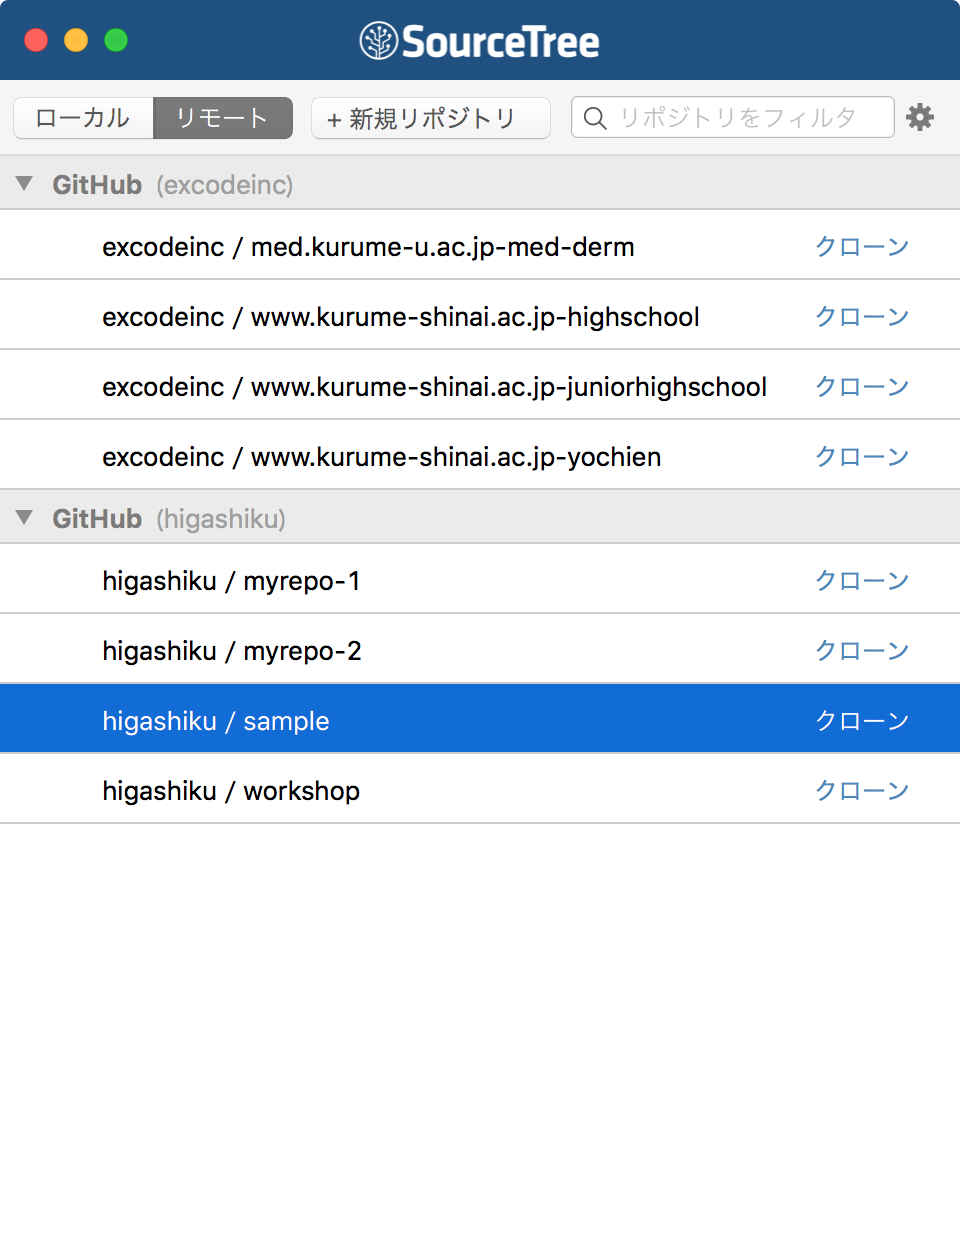 SourceTree
ローカル リモート + 新規リポジトリ リポジトリをフィルタ
GitHub (excodeinc)
excodeinc / med.kurume-u.ac.jp-med-derm クローン
excodeinc / www.kurume-shinai.ac.jp-highschool クローン
excodeinc / www.kurume-shinai.ac.jp-juniorhighschool クローン
excodeinc / www.kurume-shinai.ac.jp-yochien クローン
GitHub (higashiku)
higashiku / myrepo-1 クローン
higashiku / myrepo-2 クローン
higashiku / sample クローン
higashiku / workshop クローン